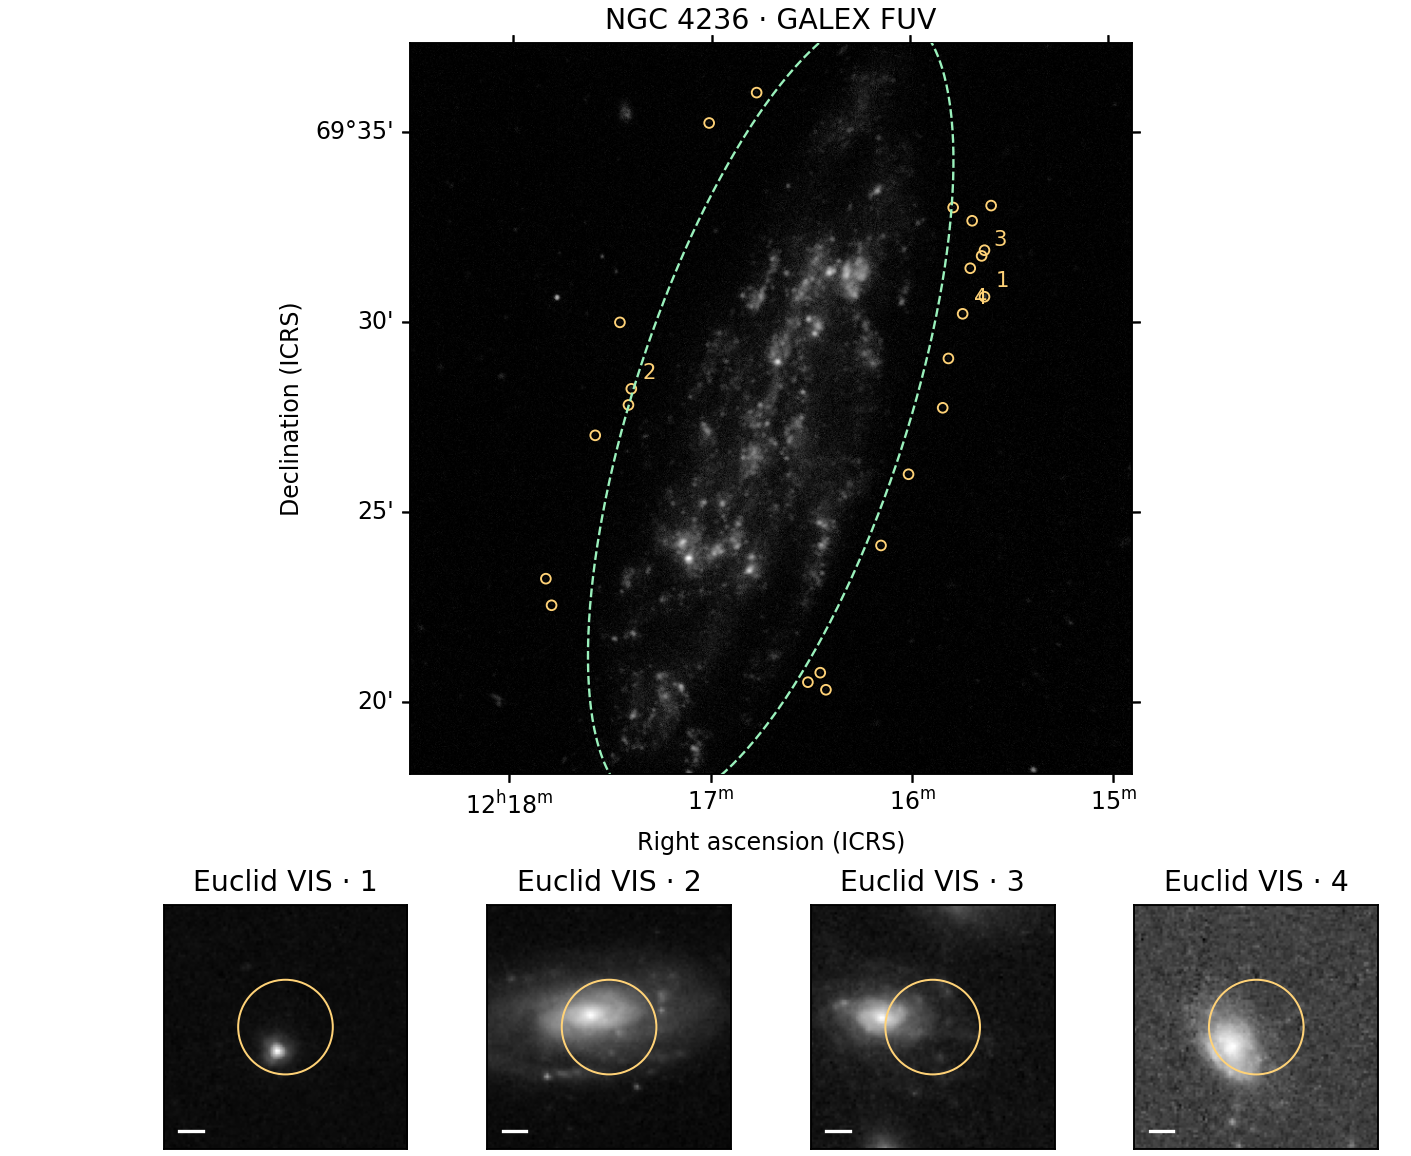 NGC 4236 · GALEX FUV
69°35'
30'
25'
20'
Declination (ICRS)
3
1
4
2
12ʰ18ᵐ
17ᵐ
16ᵐ
15ᵐ
Right ascension (ICRS)
Euclid VIS · 1
Euclid VIS · 2
Euclid VIS · 3
Euclid VIS · 4